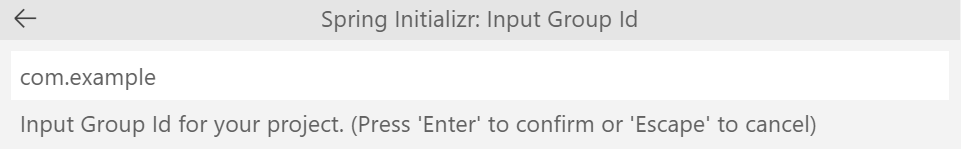 Spring Initializr: Input Group Id
com.example
Input Group Id for your project. (Press 'Enter' to confirm or 'Escape' to cancel)